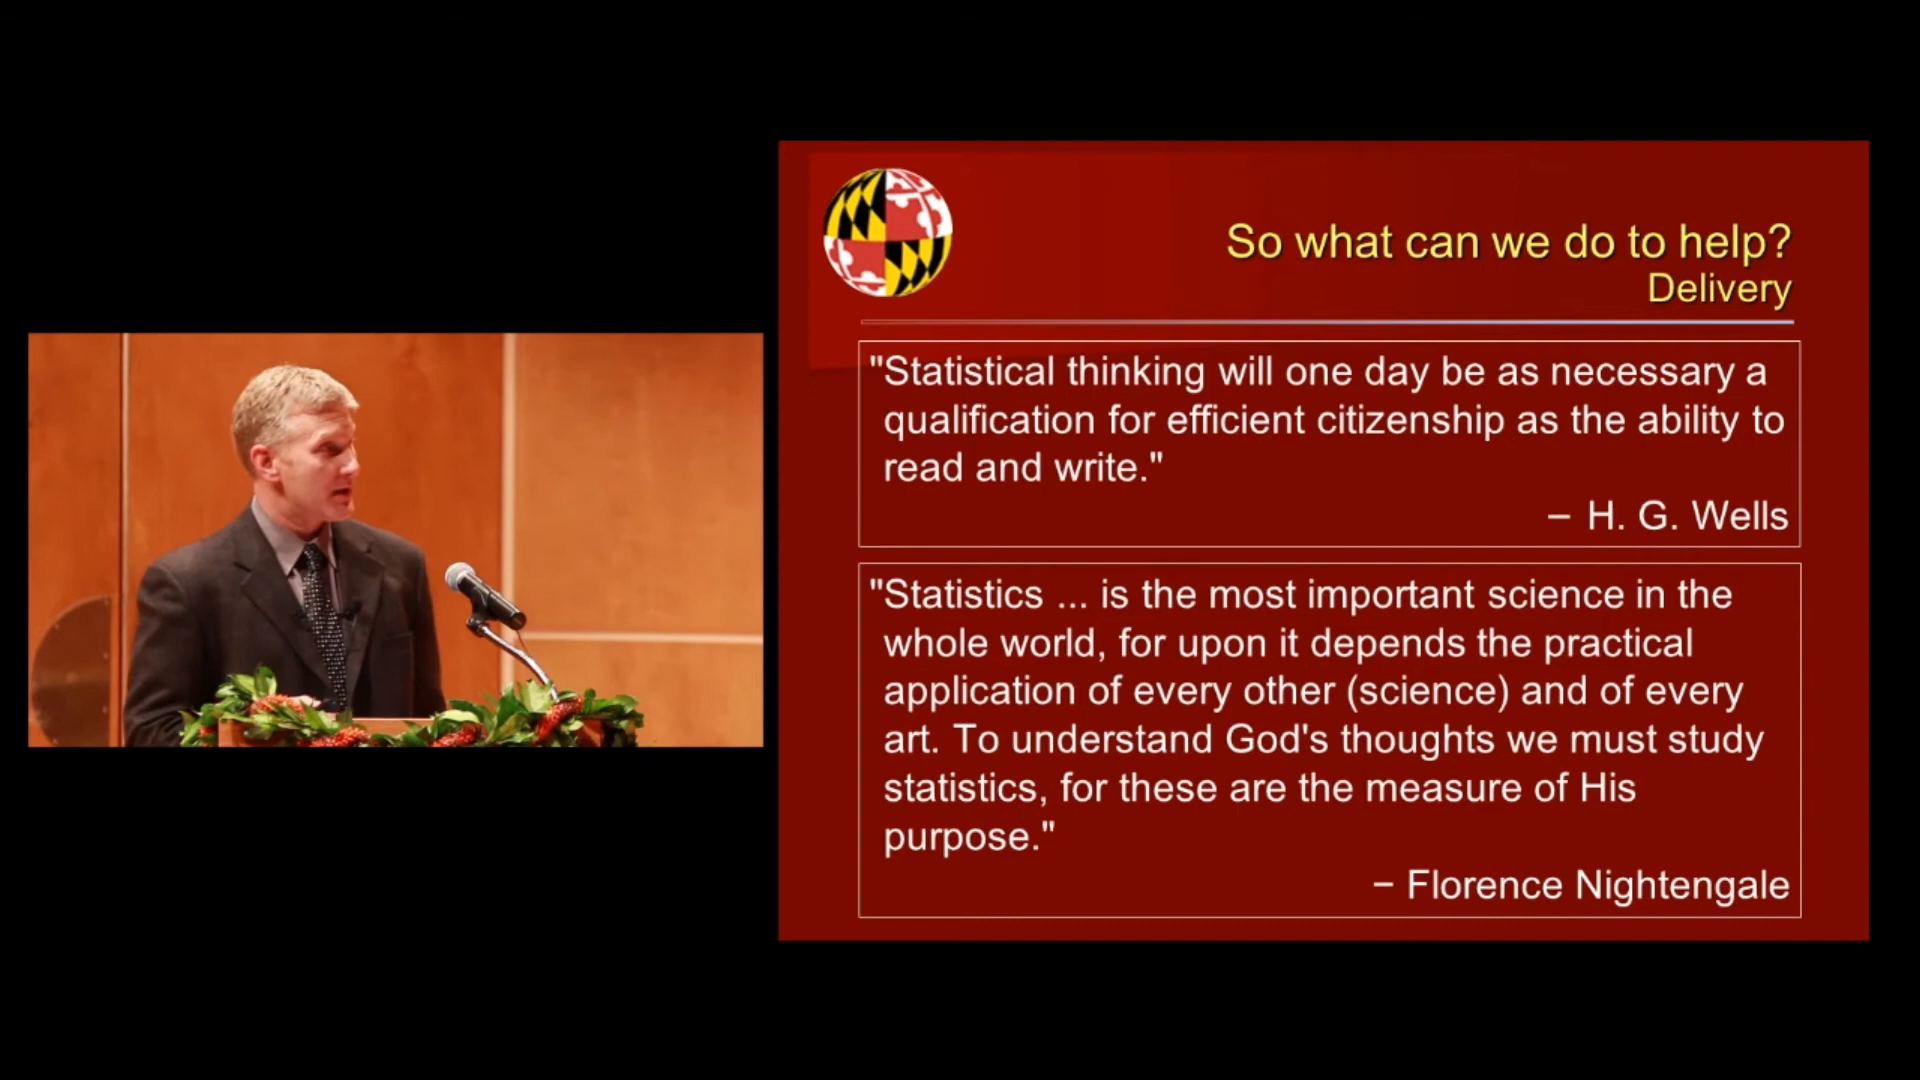 So what can we do to help?
Delivery
"Statistical thinking will one day be as necessary a
qualification for efficient citizenship as the ability to
read and write."
– H. G. Wells
"Statistics ... is the most important science in the
whole world, for upon it depends the practical
application of every other (science) and of every
art. To understand God's thoughts we must study
statistics, for these are the measure of His
purpose."
– Florence Nightengale